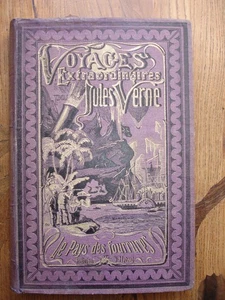 VOYAGES
Extraordinaires
Jules Verne
Le Pays des fourrures